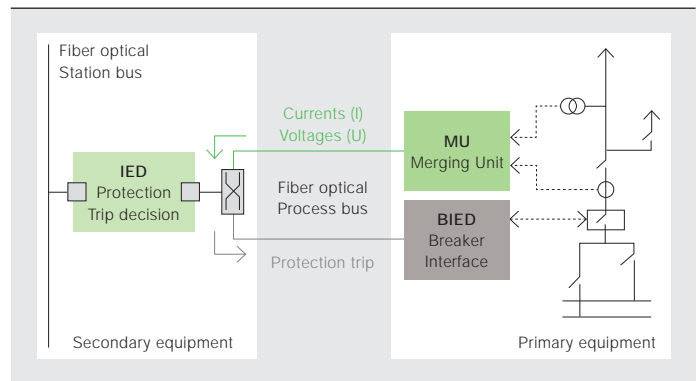 Fiber optical
Station bus
Currents (I)
Voltages (U)
MU
Merging Unit
IED
Protection
Trip decision
Fiber optical
Process bus
BIED
Breaker
Interface
Protection trip
Secondary equipment
Primary equipment